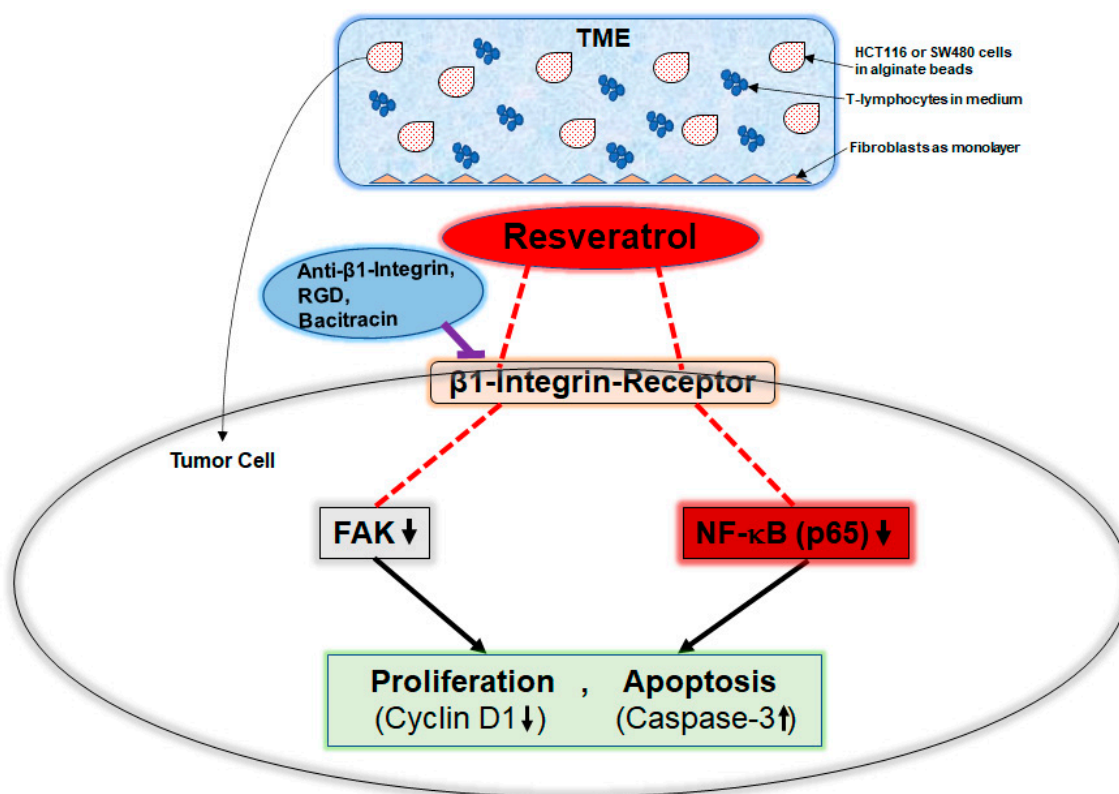 TME
HCT116 or SW480 cells
in alginate beads
T-lymphocytes in medium
Fibroblasts as monolayer
Resveratrol
Anti-β1-Integrin,
RGD,
Bacitracin
β1-Integrin-Receptor
Tumor Cell
FAK ↓
NF-κB (p65) ↓
Proliferation , Apoptosis
(Cyclin D1↓) (Caspase-3↑)